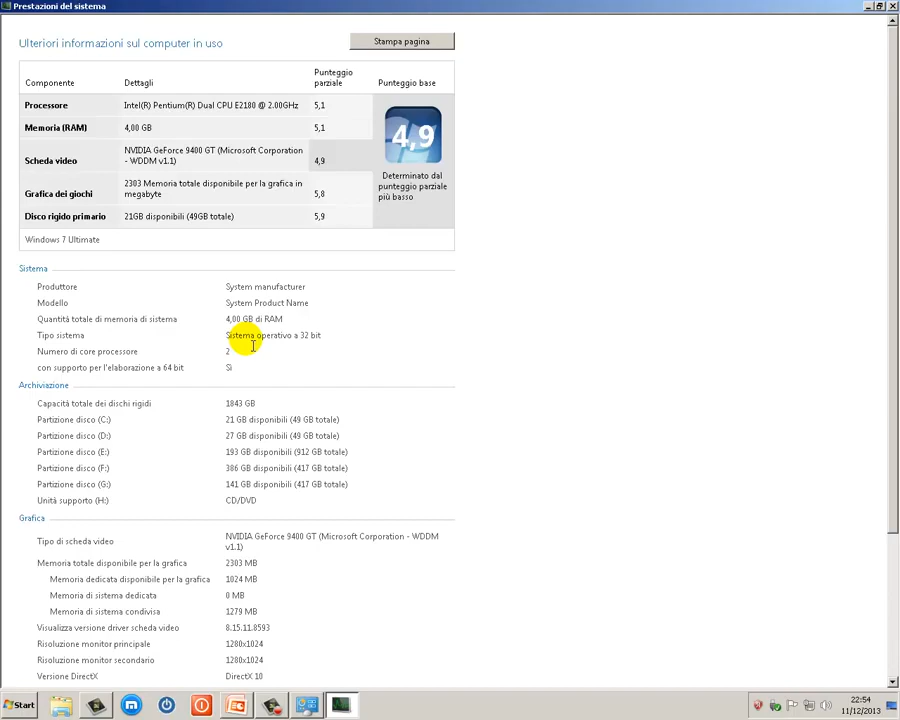 Prestazioni del sistema
Ulteriori informazioni sul computer in uso
Stampa pagina
Componente Dettagli Punteggio parziale Punteggio base
Processore Intel(R) Pentium(R) Dual CPU E2180 @ 2.00GHz 5,1
Memoria (RAM) 4,00 GB 5,1
Scheda video NVIDIA GeForce 9400 GT (Microsoft Corporation - WDDM v1.1) 4,9
Grafica dei giochi 2303 Memoria totale disponibile per la grafica in megabyte 5,8
Disco rigido primario 21GB disponibili (49GB totale) 5,9
4,9
Determinato dal
punteggio parziale
più basso
Windows 7 Ultimate
Sistema
Produttore System manufacturer
Modello System Product Name
Quantità totale di memoria di sistema 4,00 GB di RAM
Tipo sistema Sistema operativo a 32 bit
Numero di core processore 2
con supporto per l'elaborazione a 64 bit Sì
Archiviazione
Capacità totale dei dischi rigidi 1843 GB
Partizione disco (C:) 21 GB disponibili (49 GB totale)
Partizione disco (D:) 27 GB disponibili (49 GB totale)
Partizione disco (E:) 193 GB disponibili (912 GB totale)
Partizione disco (F:) 386 GB disponibili (417 GB totale)
Partizione disco (G:) 141 GB disponibili (417 GB totale)
Unità supporto (H:) CD/DVD
Grafica
Tipo di scheda video NVIDIA GeForce 9400 GT (Microsoft Corporation - WDDM v1.1)
Memoria totale disponibile per la grafica 2303 MB
Memoria dedicata disponibile per la grafica 1024 MB
Memoria di sistema dedicata 0 MB
Memoria di sistema condivisa 1279 MB
Visualizza versione driver scheda video 8.15.11.8593
Risoluzione monitor principale 1280x1024
Risoluzione monitor secondario 1280x1024
Versione DirectX DirectX 10
Start
22:54
11/12/2013